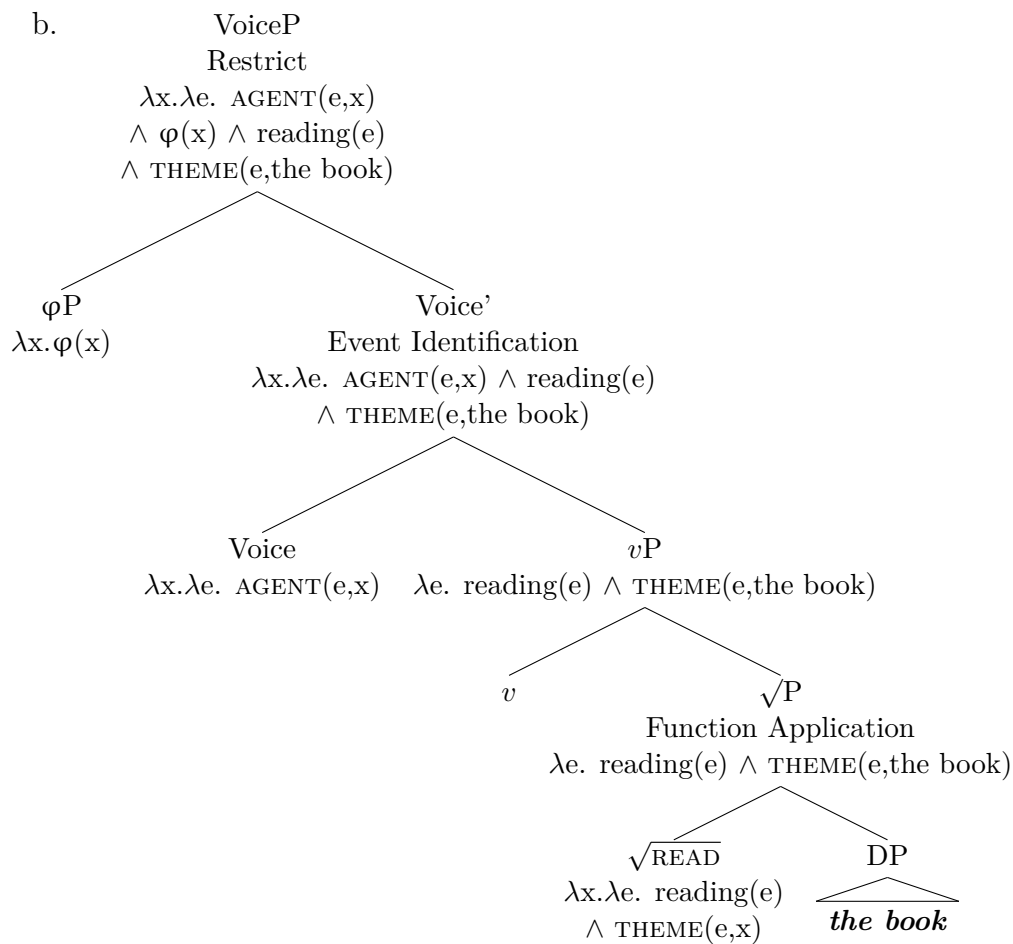 b. VoiceP
Restrict
λx.λe. AGENT(e,x)
∧ φ(x) ∧ reading(e)
∧ THEME(e,the book)
φP
λx.φ(x)
Voice’
Event Identification
λx.λe. AGENT(e,x) ∧ reading(e)
∧ THEME(e,the book)
Voice
λx.λe. AGENT(e,x)
vP
λe. reading(e) ∧ THEME(e,the book)
v
√P
Function Application
λe. reading(e) ∧ THEME(e,the book)
√READ
λx.λe. reading(e)
∧ THEME(e,x)
DP
the book